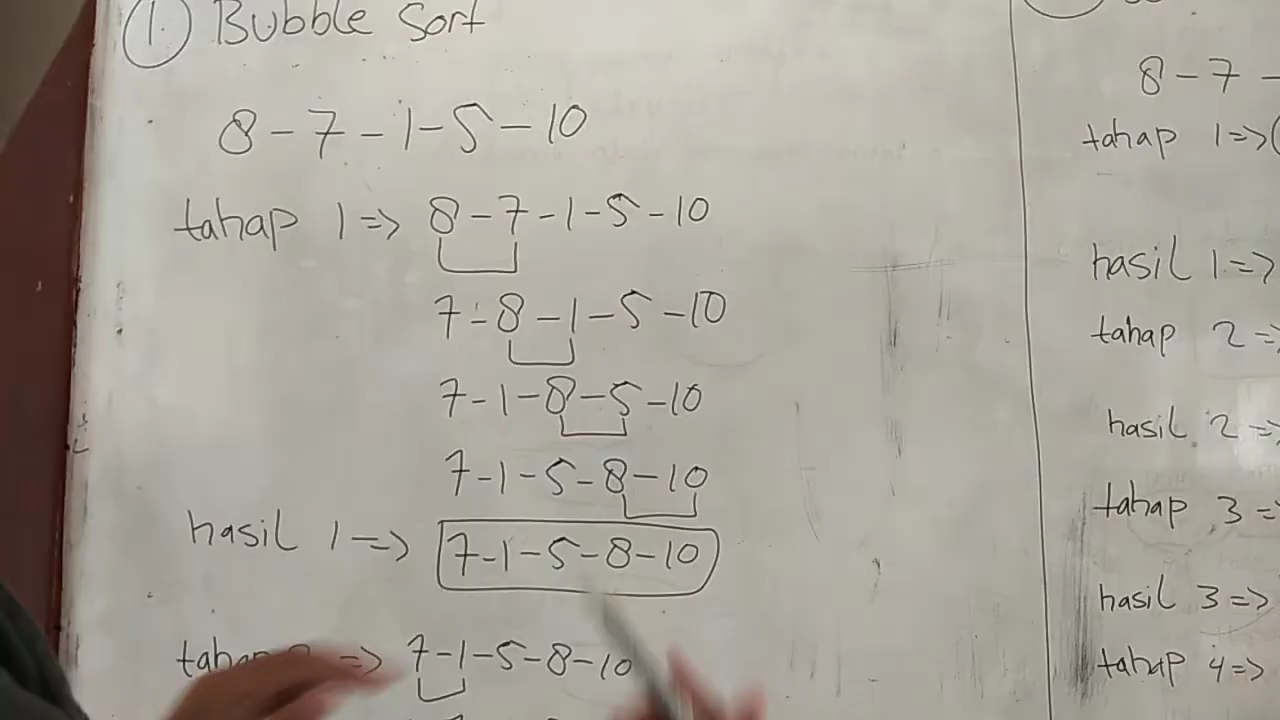 1. Bubble Sort
8 - 7 - 1 - 5 - 10
tahap 1 => 8 - 7 - 1 - 5 - 10
7 - 8 - 1 - 5 - 10
7 - 1 - 8 - 5 - 10
7 - 1 - 5 - 8 - 10
hasil 1 => 7 - 1 - 5 - 8 - 10
tahap 2 => 7 - 1 - 5 - 8 - 10
8 - 7 -
tahap 1 =>
hasil 1 =>
tahap 2 =>
hasil 2 =>
tahap 3 =>
hasil 3 =>
tahap 4 =>